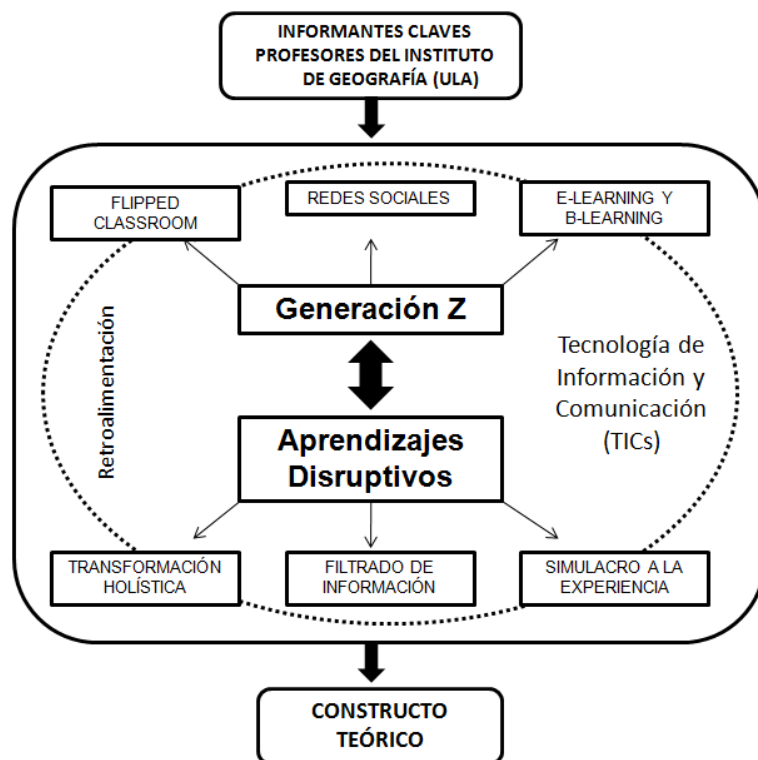 INFORMANTES CLAVES
PROFESORES DEL INSTITUTO
DE GEOGRAFÍA (ULA)
FLIPPED
CLASSROOM
REDES SOCIALES
E-LEARNING Y
B-LEARNING
Generación Z
Retroalimentación
Tecnología de
Información y
Comunicación
(TICs)
Aprendizajes
Disruptivos
TRANSFORMACIÓN
HOLÍSTICA
FILTRADO DE
INFORMACIÓN
SIMULACRO A LA
EXPERIENCIA
CONSTRUCTO
TEÓRICO